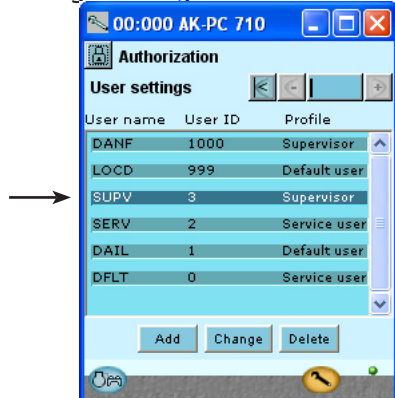 00:000 AK-PC 710
Authorization
User settings
User name User ID Profile
DANF 1000 Supervisor
LOCD 999 Default user
SUPV 3 Supervisor
SERV 2 Service user
DAIL 1 Default user
DFLT 0 Service user
Add Change Delete